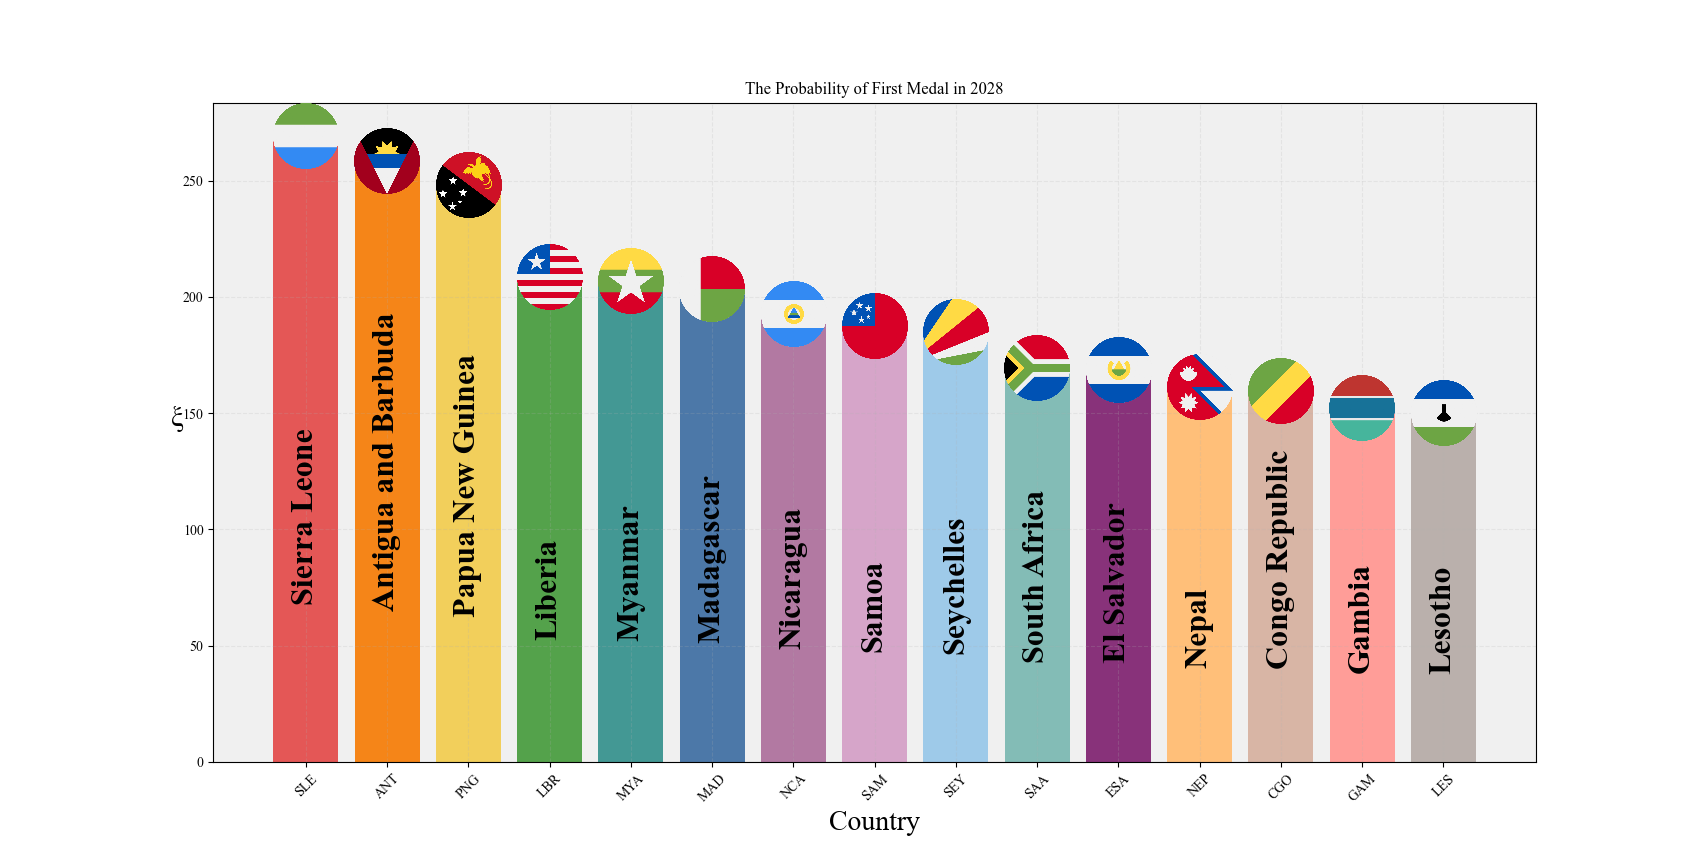 The Probability of First Medal in 2028
ξ
250
200
150
100
50
0
Sierra Leone
Antigua and Barbuda
Papua New Guinea
Liberia
Myanmar
Madagascar
Nicaragua
Samoa
Seychelles
South Africa
El Salvador
Nepal
Congo Republic
Gambia
Lesotho
SLE
ANT
PNG
LBR
MYA
MAD
NCA
SAM
SEY
SAA
ESA
NEP
CGO
GAM
LES
Country